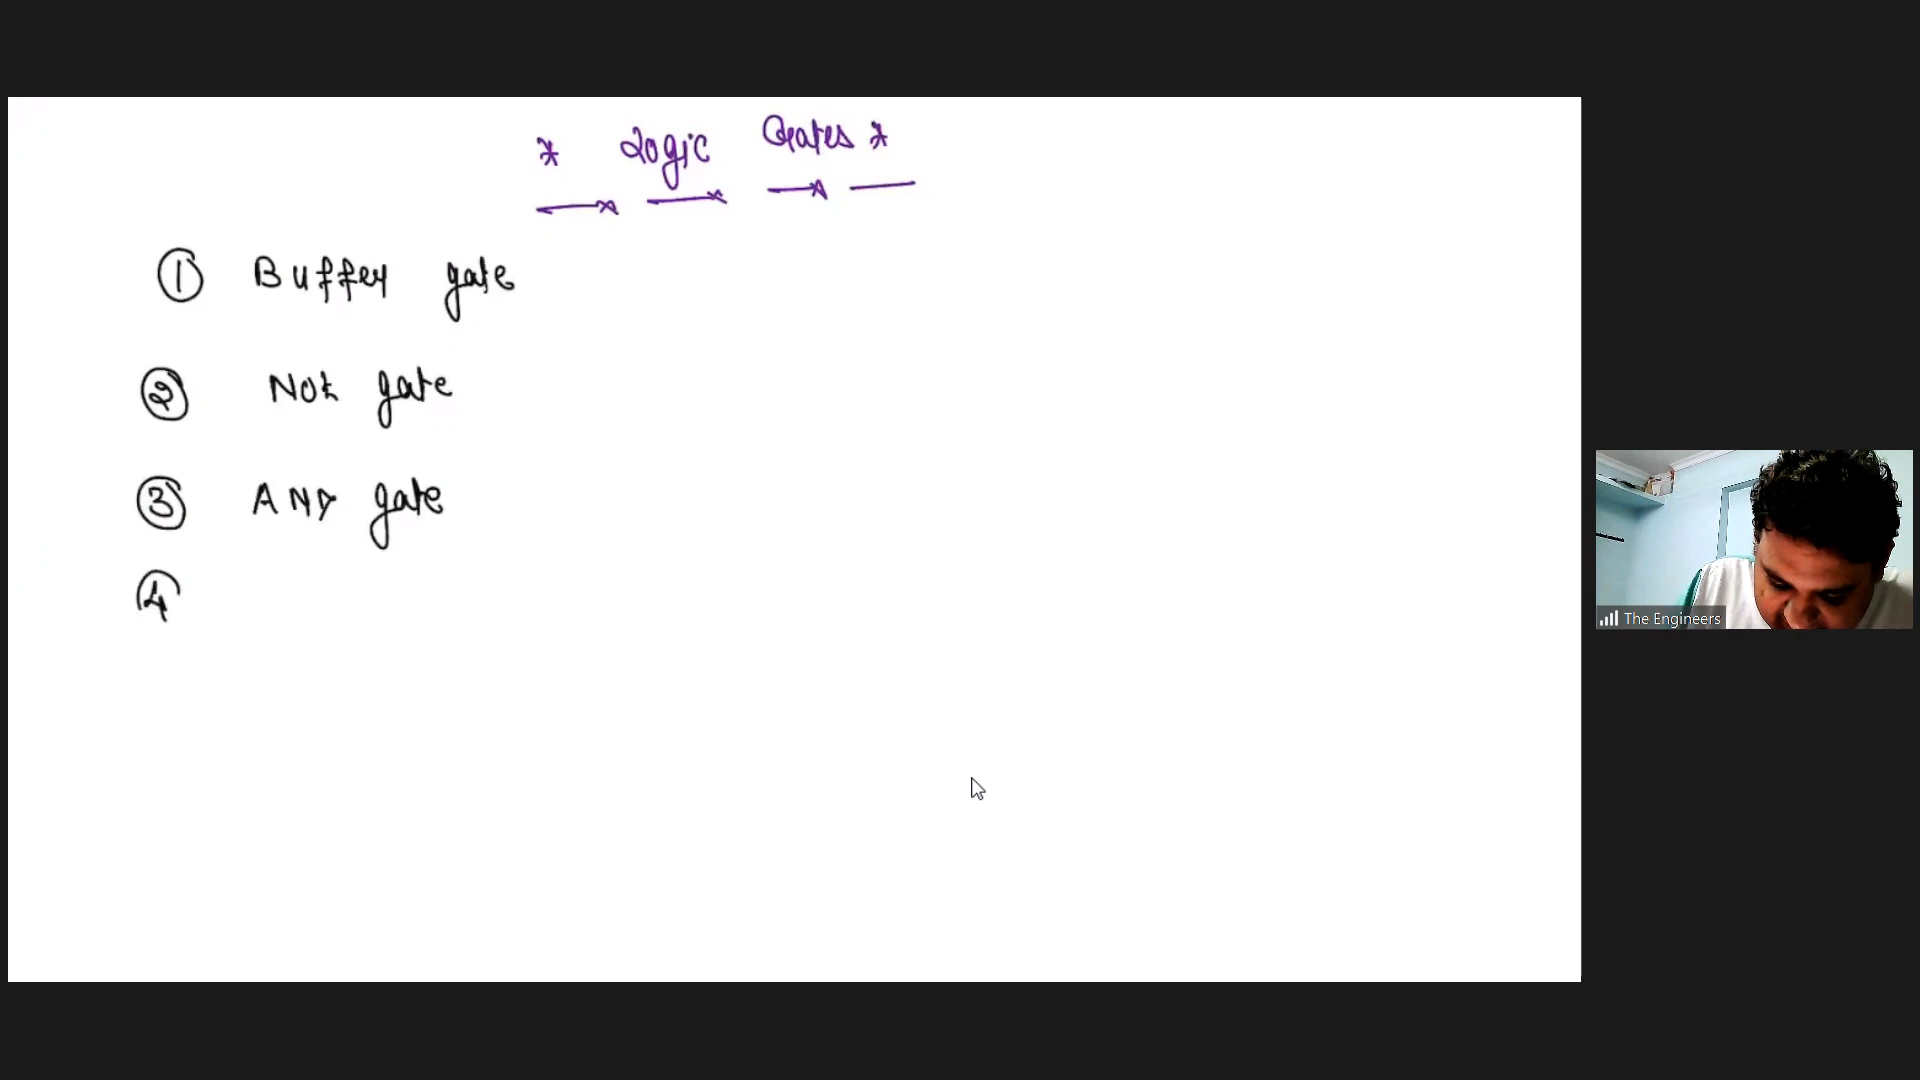 * Logic Gates *
① Buffer gate
② Not gate
③ AND gate
④
The Engineers